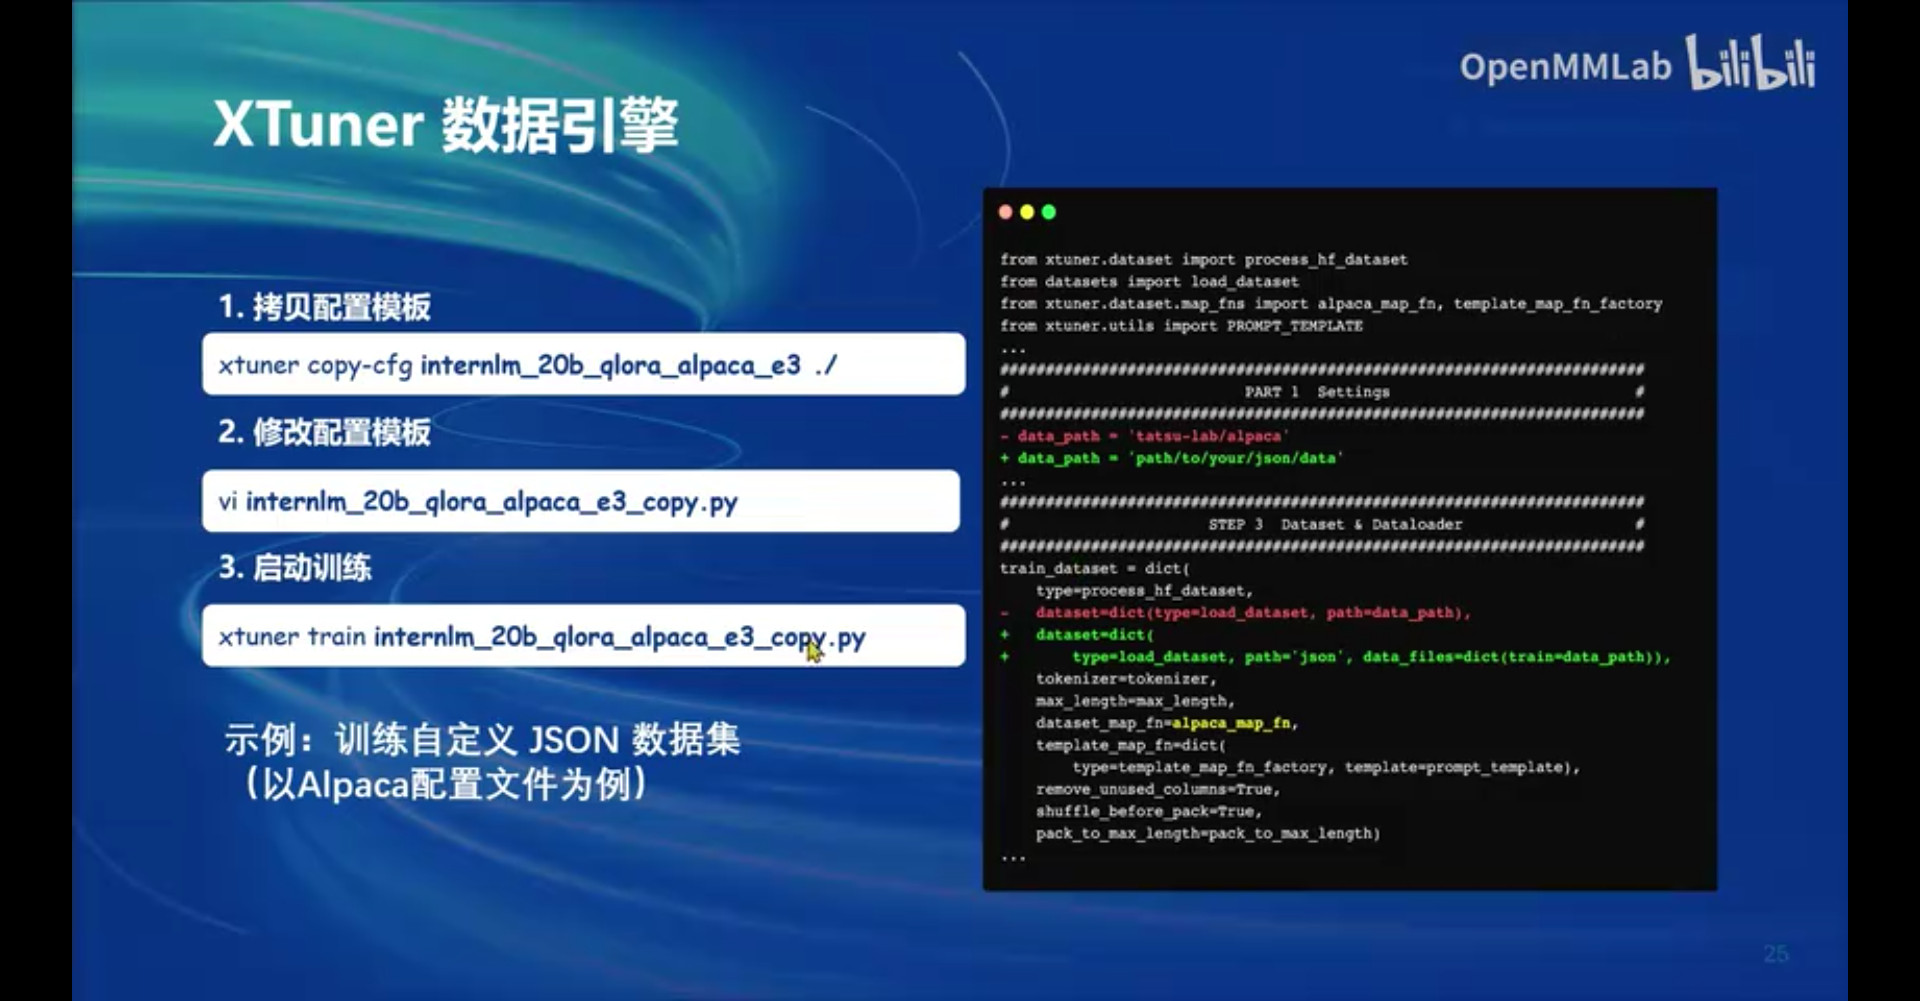 OpenMMLab bilibili
XTuner 数据引擎
1. 拷贝配置模板
xtuner copy-cfg internlm_20b_qlora_alpaca_e3 ./
2. 修改配置模板
vi internlm_20b_qlora_alpaca_e3_copy.py
3. 启动训练
xtuner train internlm_20b_qlora_alpaca_e3_copy.py
示例：训练自定义 JSON 数据集
（以Alpaca配置文件为例）
from xtuner.dataset import process_hf_dataset
from datasets import load_dataset
from xtuner.dataset.map_fns import alpaca_map_fn, template_map_fn_factory
from xtuner.utils import PROMPT_TEMPLATE
...
#######################################################################
# PART 1 Settings #
#######################################################################
- data_path = 'tatsu-lab/alpaca'
+ data_path = 'path/to/your/json/data'
...
#######################################################################
# STEP 3 Dataset & Dataloader #
#######################################################################
train_dataset = dict(
type=process_hf_dataset,
- dataset=dict(type=load_dataset, path=data_path),
+ dataset=dict(
+ type=load_dataset, path='json', data_files=dict(train=data_path)),
tokenizer=tokenizer,
max_length=max_length,
dataset_map_fn=alpaca_map_fn,
template_map_fn=dict(
type=template_map_fn_factory, template=prompt_template),
remove_unused_columns=True,
shuffle_before_pack=True,
pack_to_max_length=pack_to_max_length)
...
25